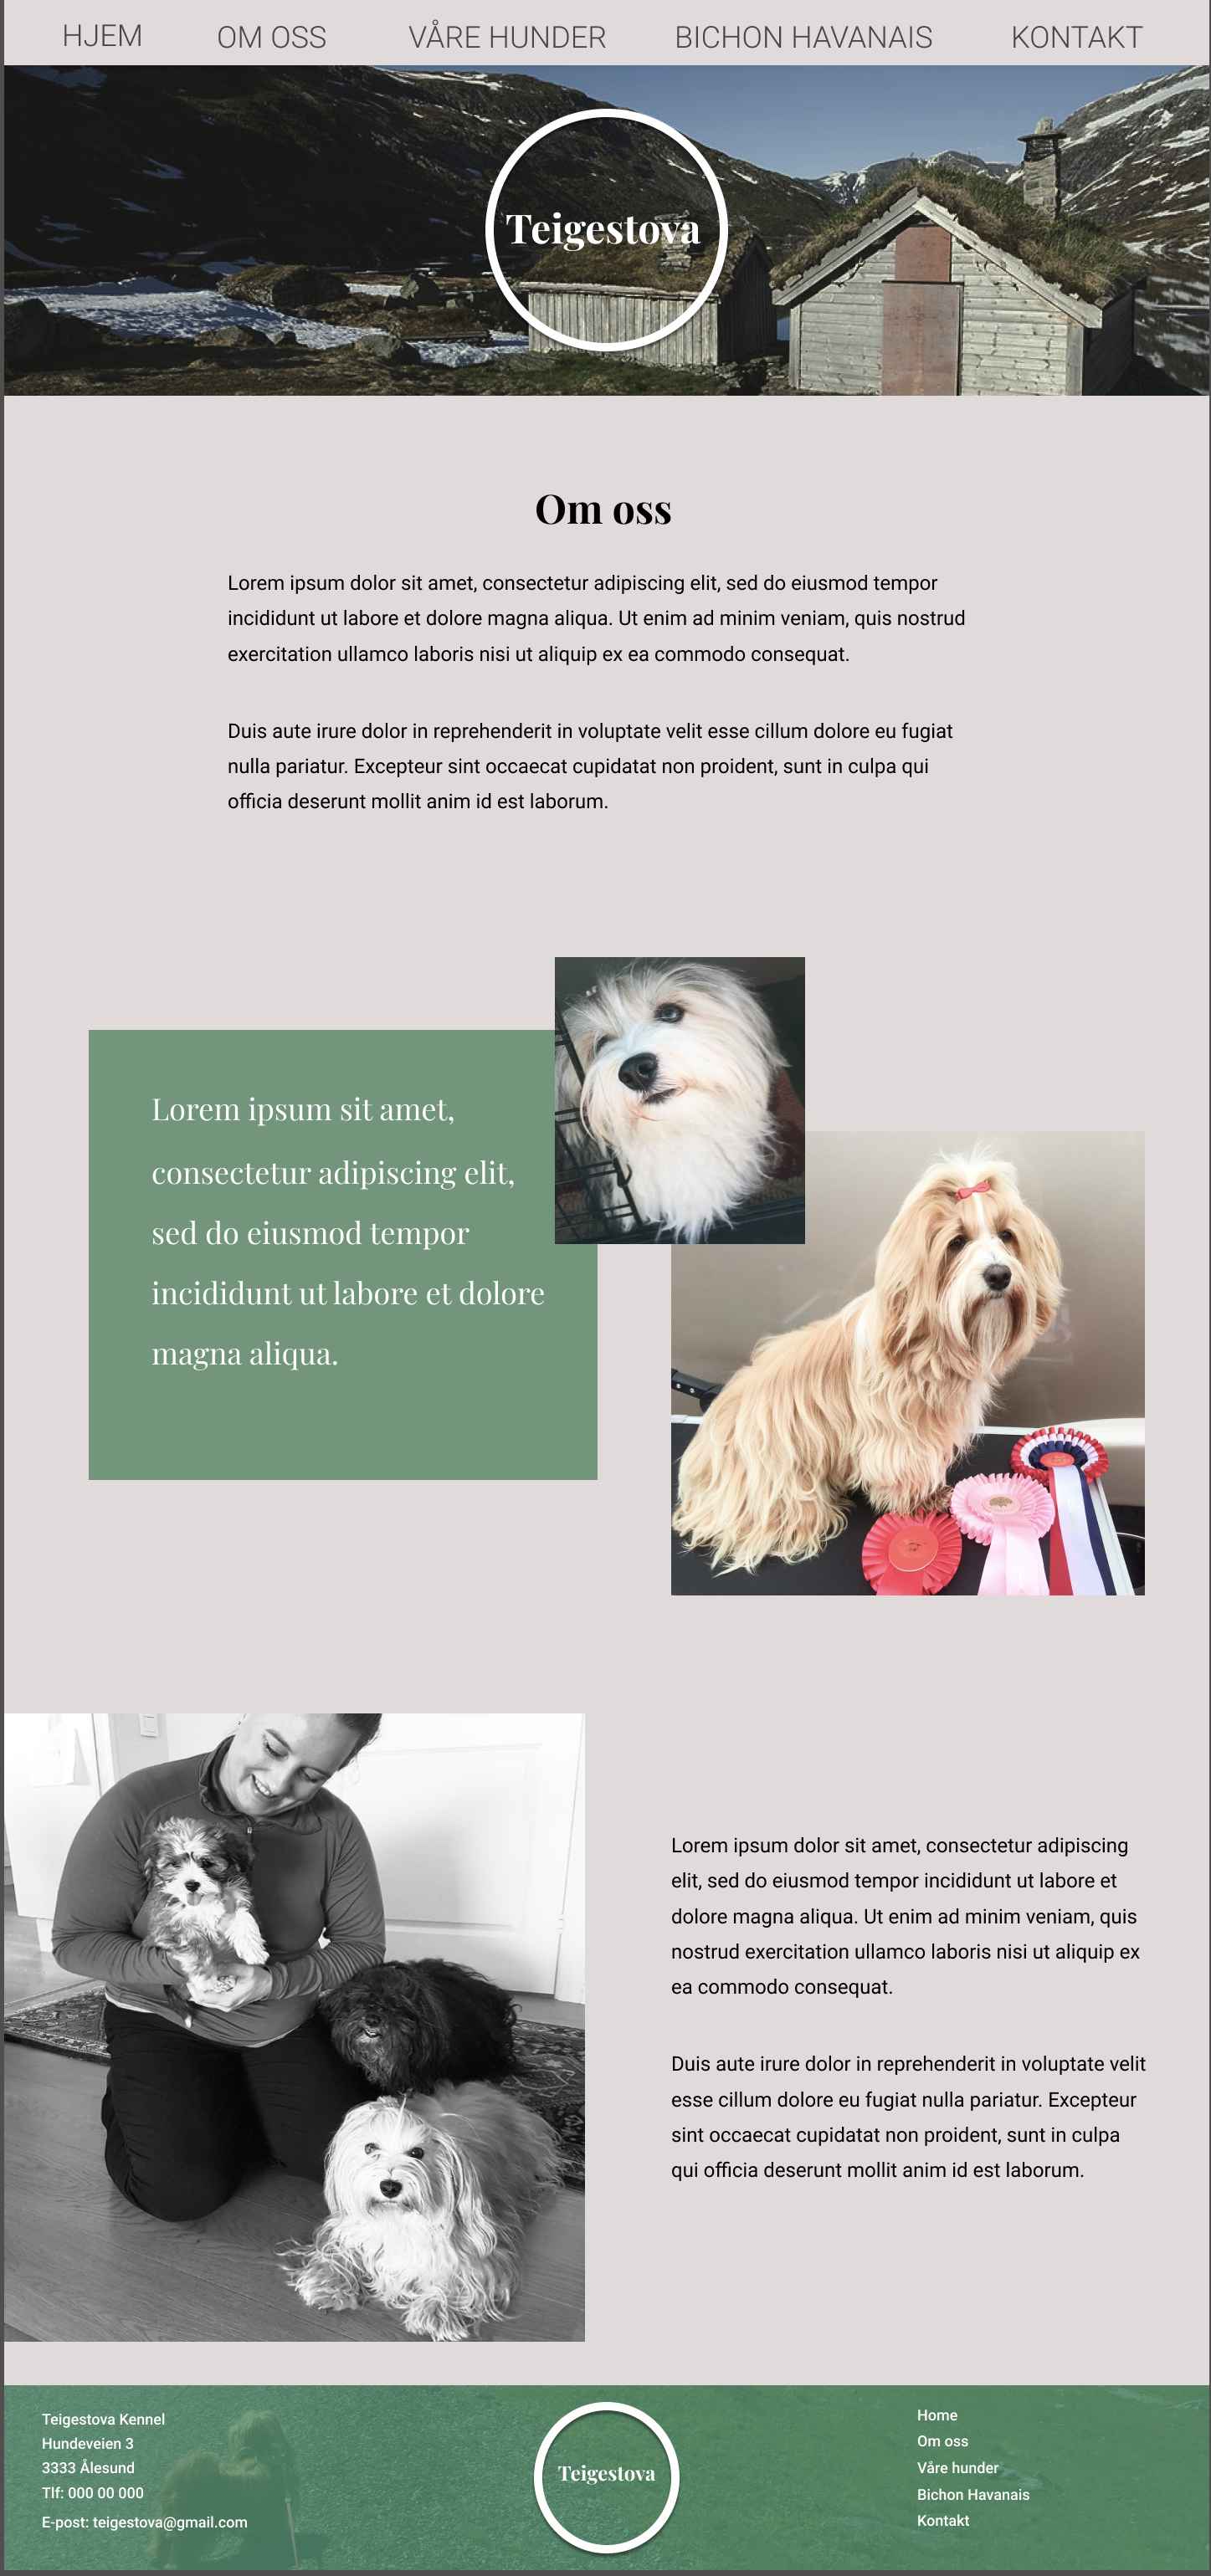 HJEM OM OSS VÅRE HUNDER BICHON HAVANAIS KONTAKT
Teigestova
Om oss
Lorem ipsum dolor sit amet, consectetur adipiscing elit, sed do eiusmod tempor
incididunt ut labore et dolore magna aliqua. Ut enim ad minim veniam, quis nostrud
exercitation ullamco laboris nisi ut aliquip ex ea commodo consequat.
Duis aute irure dolor in reprehenderit in voluptate velit esse cillum dolore eu fugiat
nulla pariatur. Excepteur sint occaecat cupidatat non proident, sunt in culpa qui
officia deserunt mollit anim id est laborum.
Lorem ipsum sit amet,
consectetur adipiscing elit,
sed do eiusmod tempor
incididunt ut labore et dolore
magna aliqua.
Lorem ipsum dolor sit amet, consectetur adipiscing
elit, sed do eiusmod tempor incididunt ut labore et
dolore magna aliqua. Ut enim ad minim veniam, quis
nostrud exercitation ullamco laboris nisi ut aliquip ex
ea commodo consequat.
Duis aute irure dolor in reprehenderit in voluptate velit
esse cillum dolore eu fugiat nulla pariatur. Excepteur
sint occaecat cupidatat non proident, sunt in culpa
qui officia deserunt mollit anim id est laborum.
Teigestova Kennel
Hundeveien 3
3333 Ålesund
Tlf: 000 00 000
E-post: teigestova@gmail.com
Teigestova
Home
Om oss
Våre hunder
Bichon Havanais
Kontakt